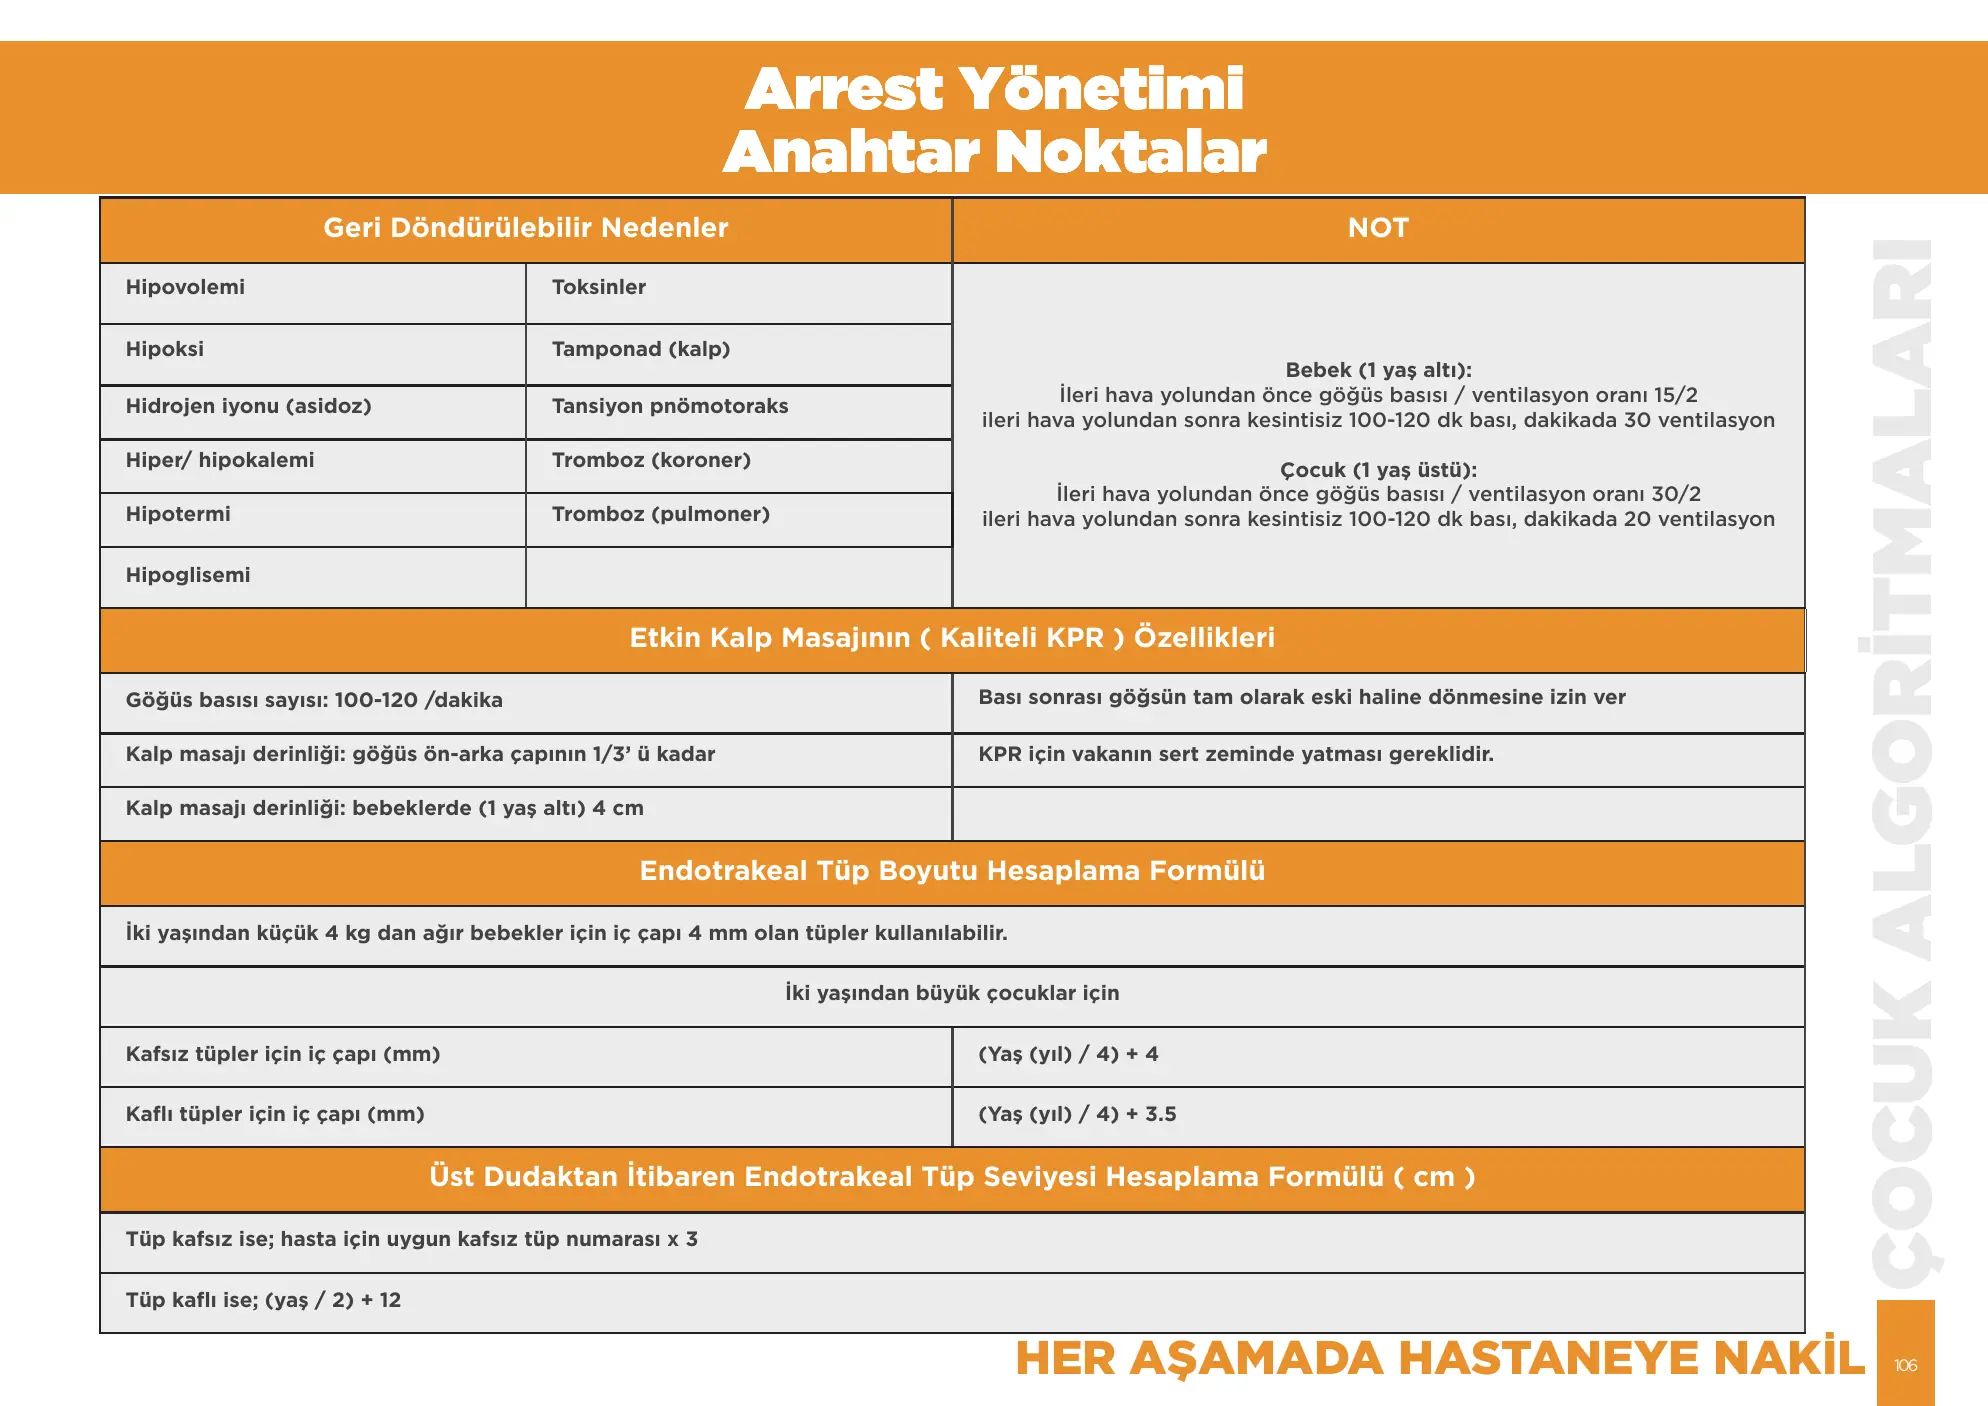 Arrest Yönetimi
Anahtar Noktalar
Geri Döndürülebilir Nedenler
NOT
Hipovolemi
Toksinler
Hipoksi
Tamponad (kalp)
Hidrojen iyonu (asidoz)
Tansiyon pnömotoraks
Hiper/ hipokalemi
Tromboz (koroner)
Hipotermi
Tromboz (pulmoner)
Hipoglisemi
Bebek (1 yaş altı):
İleri hava yolundan önce göğüs basısı / ventilasyon oranı 15/2
ileri hava yolundan sonra kesintisiz 100-120 dk bası, dakikada 30 ventilasyon
Çocuk (1 yaş üstü):
İleri hava yolundan önce göğüs basısı / ventilasyon oranı 30/2
ileri hava yolundan sonra kesintisiz 100-120 dk bası, dakikada 20 ventilasyon
Etkin Kalp Masajının ( Kaliteli KPR ) Özellikleri
Göğüs basısı sayısı: 100-120 /dakika
Bası sonrası göğsün tam olarak eski haline dönmesine izin ver
Kalp masajı derinliği: göğüs ön-arka çapının 1/3’ ü kadar
KPR için vakanın sert zeminde yatması gereklidir.
Kalp masajı derinliği: bebeklerde (1 yaş altı) 4 cm
Endotrakeal Tüp Boyutu Hesaplama Formülü
İki yaşından küçük 4 kg dan ağır bebekler için iç çapı 4 mm olan tüpler kullanılabilir.
İki yaşından büyük çocuklar için
Kafsız tüpler için iç çapı (mm)
(Yaş (yıl) / 4) + 4
Kaflı tüpler için iç çapı (mm)
(Yaş (yıl) / 4) + 3.5
Üst Dudaktan İtibaren Endotrakeal Tüp Seviyesi Hesaplama Formülü ( cm )
Tüp kafsız ise; hasta için uygun kafsız tüp numarası x 3
Tüp kaflı ise; (yaş / 2) + 12
HER AŞAMADA HASTANEYE NAKİL
106
ÇOCUK ALGORİTMALARI